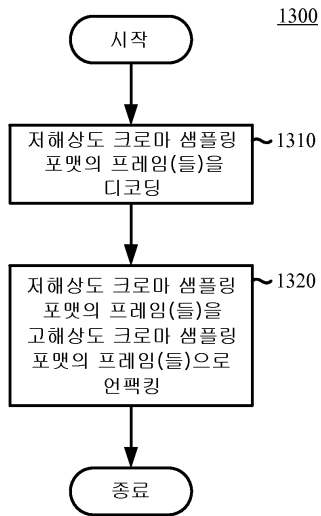 1300
시작
저해상도 크로마 샘플링
포맷의 프레임(들)을
디코딩
1310
저해상도 크로마 샘플링
포맷의 프레임(들)을
고해상도 크로마 샘플링
포맷의 프레임(들)으로
언팩킹
1320
종료